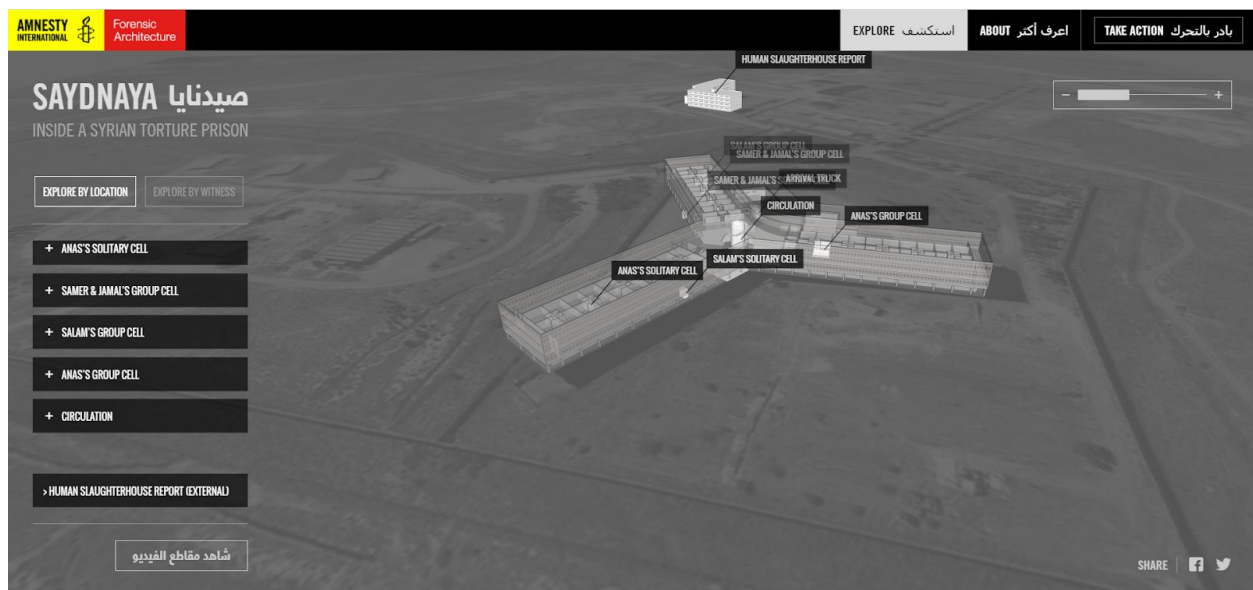 AMNESTY
INTERNATIONAL
Forensic
Architecture
EXPLORE استكشف
ABOUT اعرف أكثر
TAKE ACTION بادر بالتحرك
SAYDNAYA صيدنايا
INSIDE A SYRIAN TORTURE PRISON
EXPLORE BY LOCATION
EXPLORE BY WITNESS
+ ANAS'S SOLITARY CELL
+ SAMER & JAMAL'S GROUP CELL
+ SALAM'S GROUP CELL
+ ANAS'S GROUP CELL
+ CIRCULATION
> HUMAN SLAUGHTERHOUSE REPORT (EXTERNAL)
شاهد مقاطع الفيديو
HUMAN SLAUGHTERHOUSE REPORT
- +
SALAM'S GROUP CELL
SAMER & JAMAL'S GROUP CELL
SAMER & JAMAL'S
ARRIVAL TRUCK
CIRCULATION
ANAS'S GROUP CELL
SALAM'S SOLITARY CELL
ANAS'S SOLITARY CELL
SHARE